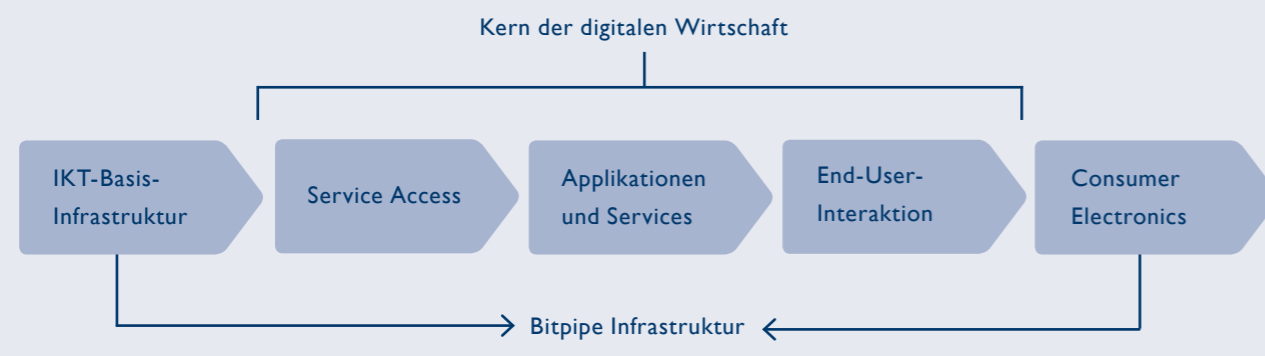 Kern der digitalen Wirtschaft
IKT-Basis-
Infrastruktur
Service Access
Applikationen
und Services
End-User-
Interaktion
Consumer
Electronics
Bitpipe Infrastruktur